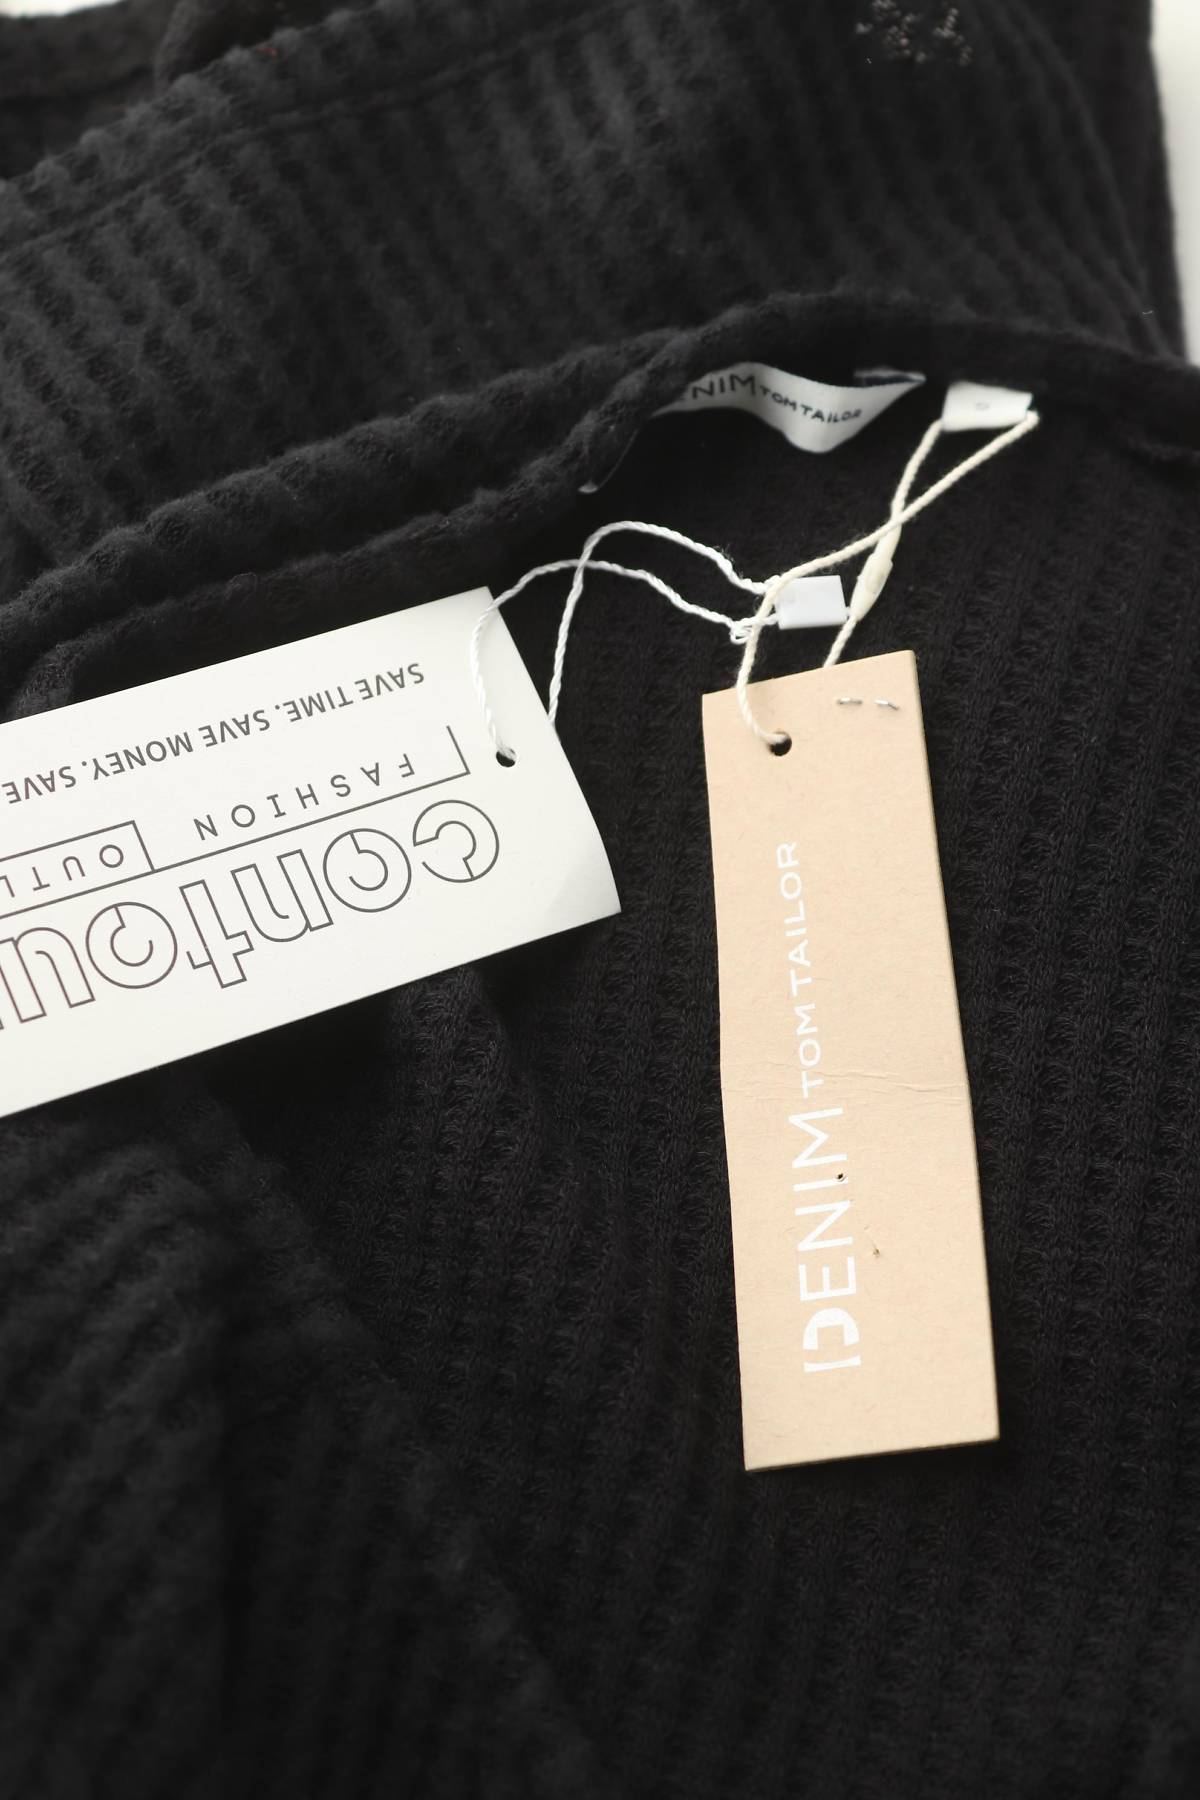 DENIM TOM TAILOR
SAVE TIME. SAVE MONEY. SAVE
FASHION
OUTL
contou
DENIM TOM TAILOR